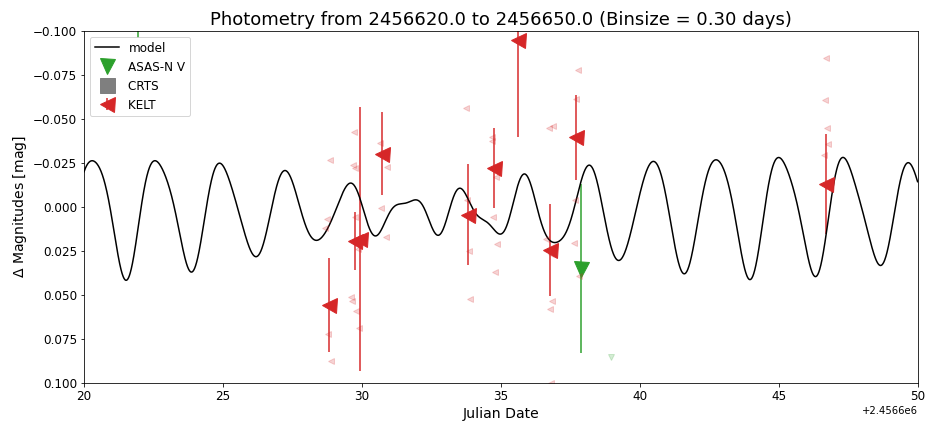 Photometry from 2456620.0 to 2456650.0 (Binsize = 0.30 days)
model
ASAS-N V
CRTS
KELT
Δ Magnitudes [mag]
−0.100
−0.075
−0.050
−0.025
0.000
0.025
0.050
0.075
0.100
20 25 30 35 40 45 50
+2.4566e6
Julian Date